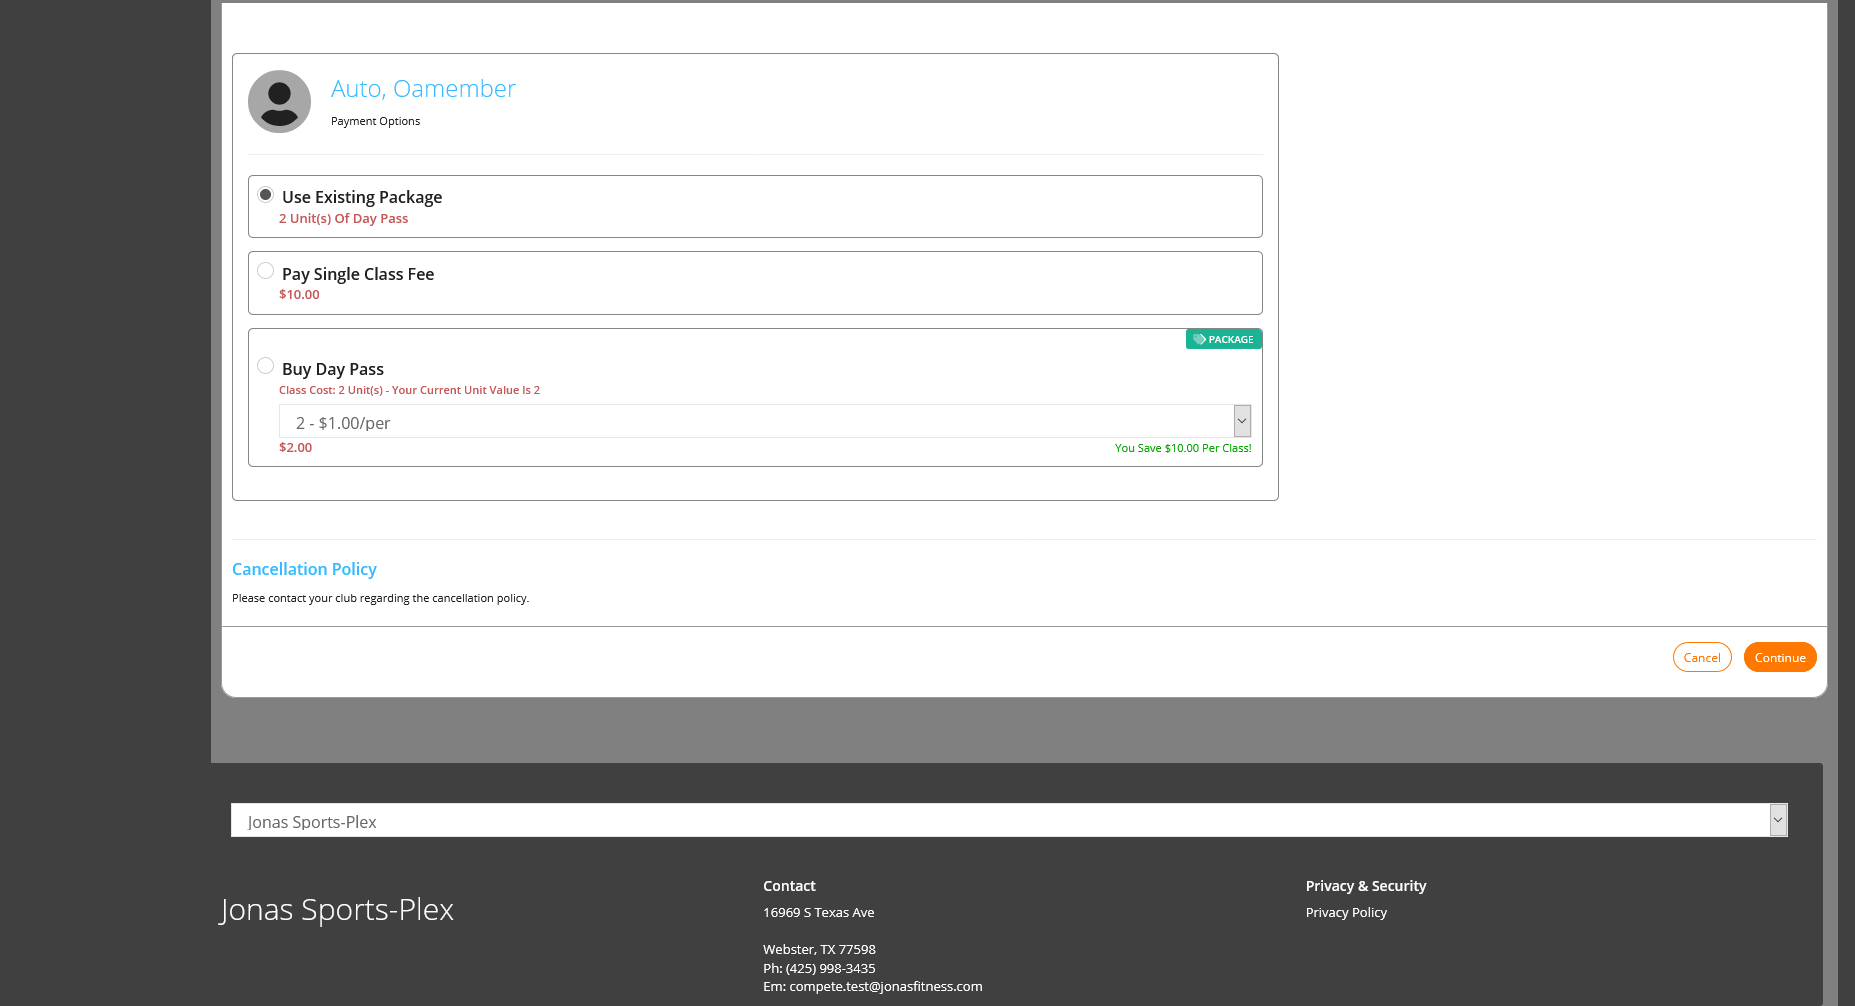 Auto, Oamember
Payment Options
Use Existing Package
2 Unit(s) Of Day Pass
Pay Single Class Fee
$10.00
PACKAGE
Buy Day Pass
Class Cost: 2 Unit(s) - Your Current Unit Value Is 2
2 - $1.00/per
$2.00
You Save $10.00 Per Class!
Cancellation Policy
Please contact your club regarding the cancellation policy.
Cancel
Continue
Jonas Sports-Plex
Jonas Sports-Plex
Contact
16969 S Texas Ave
Webster, TX 77598
Ph: (425) 998-3435
Em: compete.test@jonasfitness.com
Privacy & Security
Privacy Policy